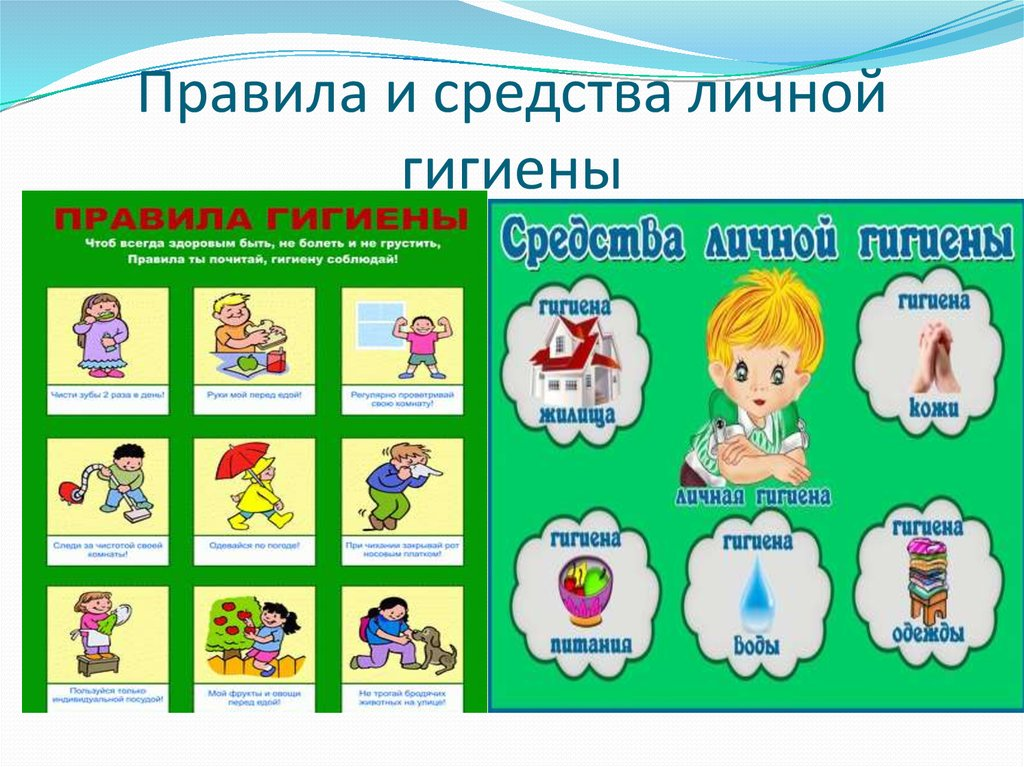 Правила и средства личной
гигиены
ПРАВИЛА ГИГИЕНЫ
Чтоб всегда здоровым быть, не болеть и не грустить,
Правила ты почитай, гигиену соблюдай!
Чисти зубы 2 раза в день!
Руки мой перед едой!
Регулярно проветривай
свою комнату!
Следи за чистотой своей
комнаты!
Одевайся по погоде!
При чихании закрывай рот
носовым платком!
Пользуйся только
индивидуальной посудой!
Мой фрукты и овощи
перед едой!
Не трогай бродячих
животных на улице!
Средства личной гигиены
гигиена
жилища
гигиена
кожи
личная гигиена
гигиена
питания
гигиена
воды
гигиена
одежды